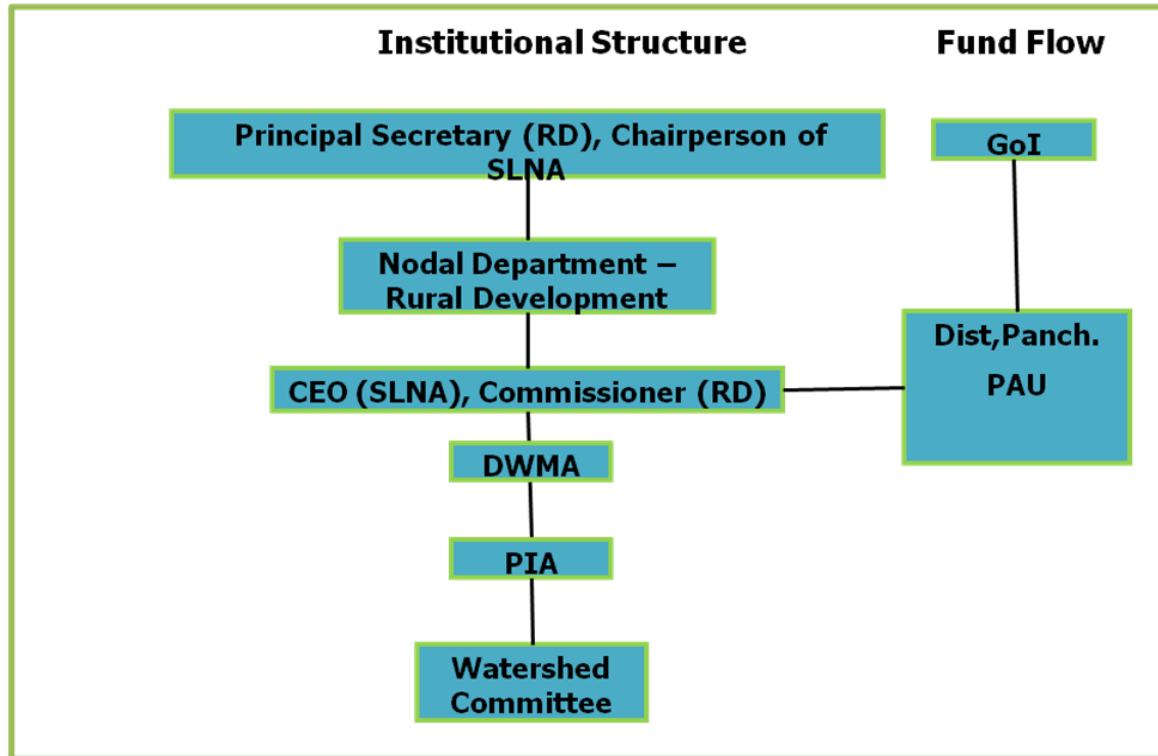 Institutional Structure
Fund Flow
Principal Secretary (RD), Chairperson of
SLNA
GoI
Nodal Department –
Rural Development
Dist,Panch.
PAU
CEO (SLNA), Commissioner (RD)
DWMA
PIA
Watershed
Committee